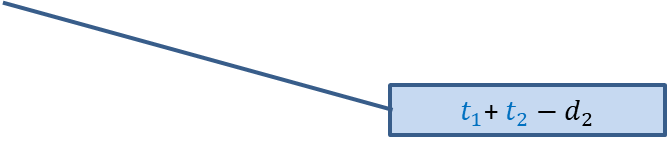 t₁+ t₂ − d₂